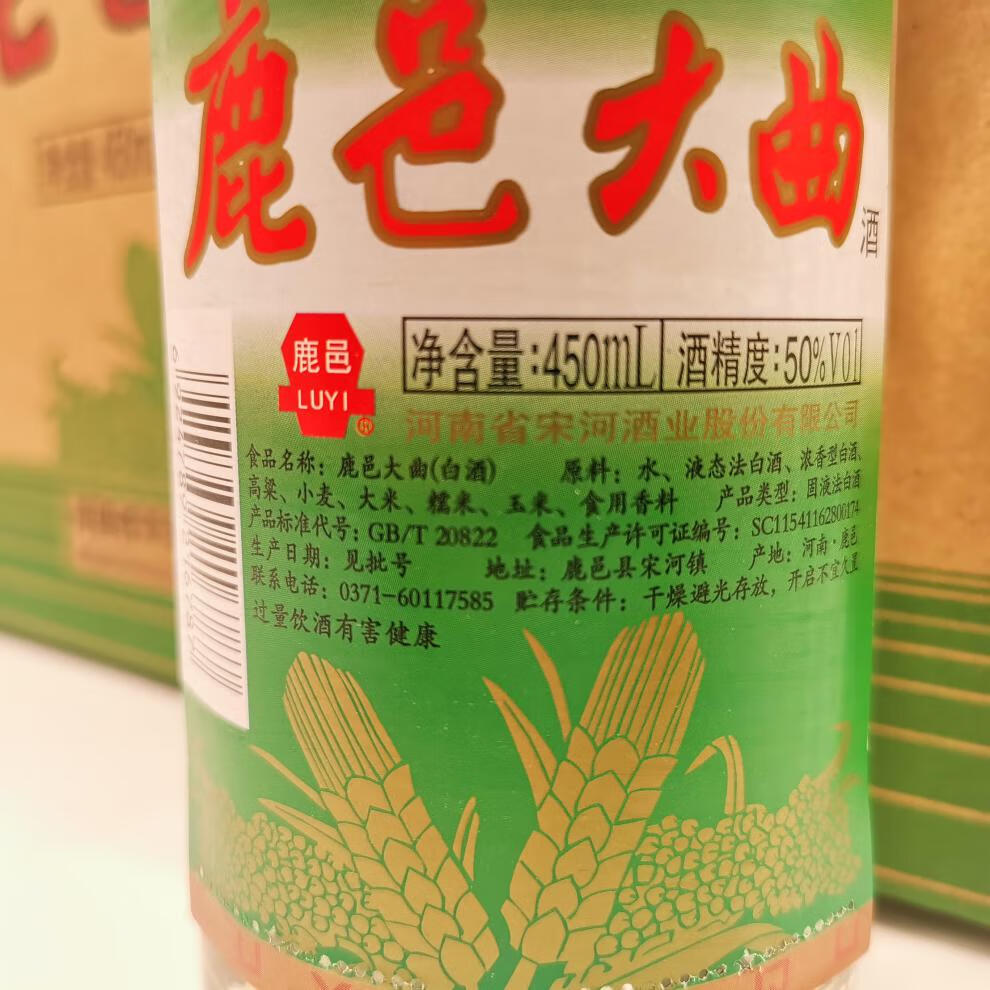 鹿邑大曲
酒
鹿邑
LUYI
®
净含量:450mL 酒精度:50%Vol
河南省宋河酒业股份有限公司
食品名称：鹿邑大曲(白酒) 原料：水、液态法白酒、浓香型白酒、
高粱、小麦、大米、糯米、玉米、食用香料 产品类型：固液法白酒
产品标准代号：GB/T 20822 食品生产许可证编号：SC11541162800174
生产日期：见批号 地址：鹿邑县宋河镇 产地：河南·鹿邑
联系电话：0371-60117585 贮存条件：干燥避光存放，开启不宜久置
过量饮酒有害健康